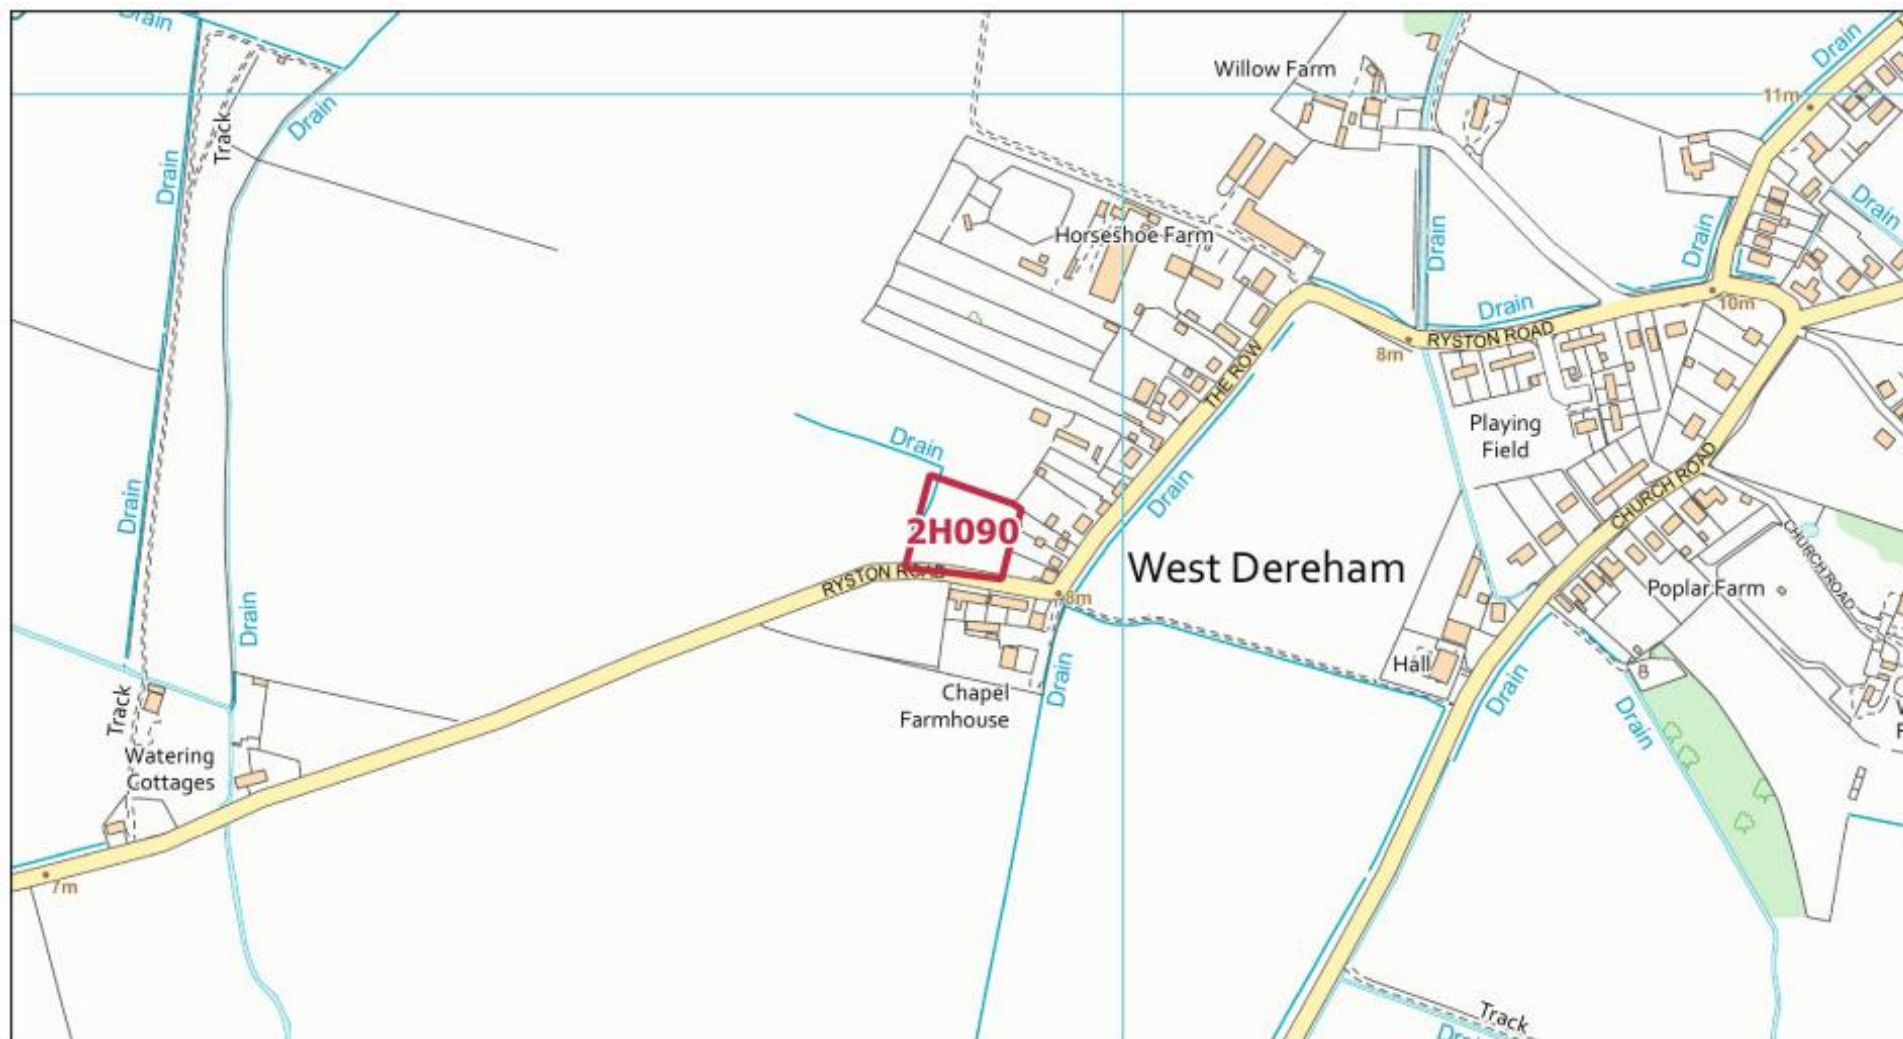 Drain
Willow Farm
Drain
11m
Drain
Track
Drain
Drain
Horseshoe Farm
Drain
Drain
Drain
10m
RYSTON ROAD
8m
THE ROW
Playing
Field
Drain
CHURCH ROAD
Drain
Drain
2H090
CHURCH ROAD
West Dereham
RYSTON ROAD
8m
Poplar Farm
Drain
Hall
8
Drain
Chapel
Farmhouse
Drain
Drain
Track
Watering
Cottages
7m
Track